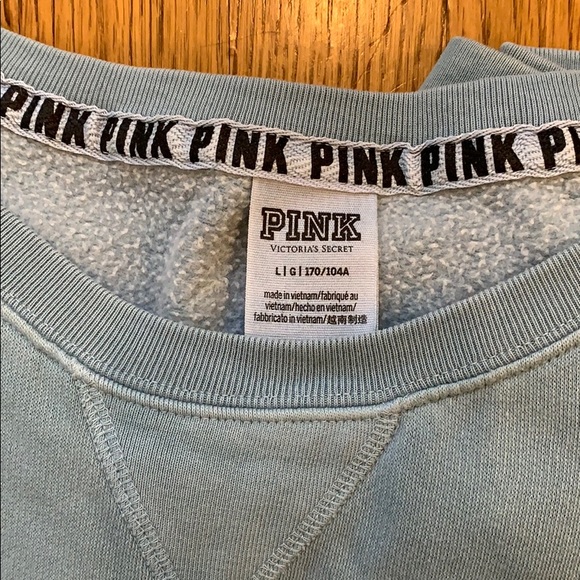 PINK PINK PINK PINK PINK P
PINK
VICTORIA'S SECRET
L | G | 170/104A
made in vietnam/fabriqué au
vietnam/hecho en vietnam/
fabbricato in vietnam/越南制造